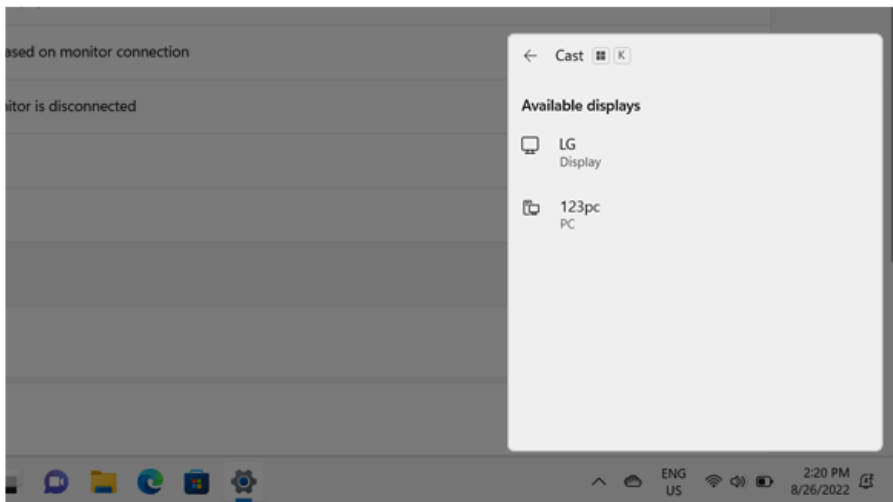 ased on monitor connection
nitor is disconnected
Cast K
Available displays
LG
Display
123pc
PC
ENG
US
2:20 PM
8/26/2022